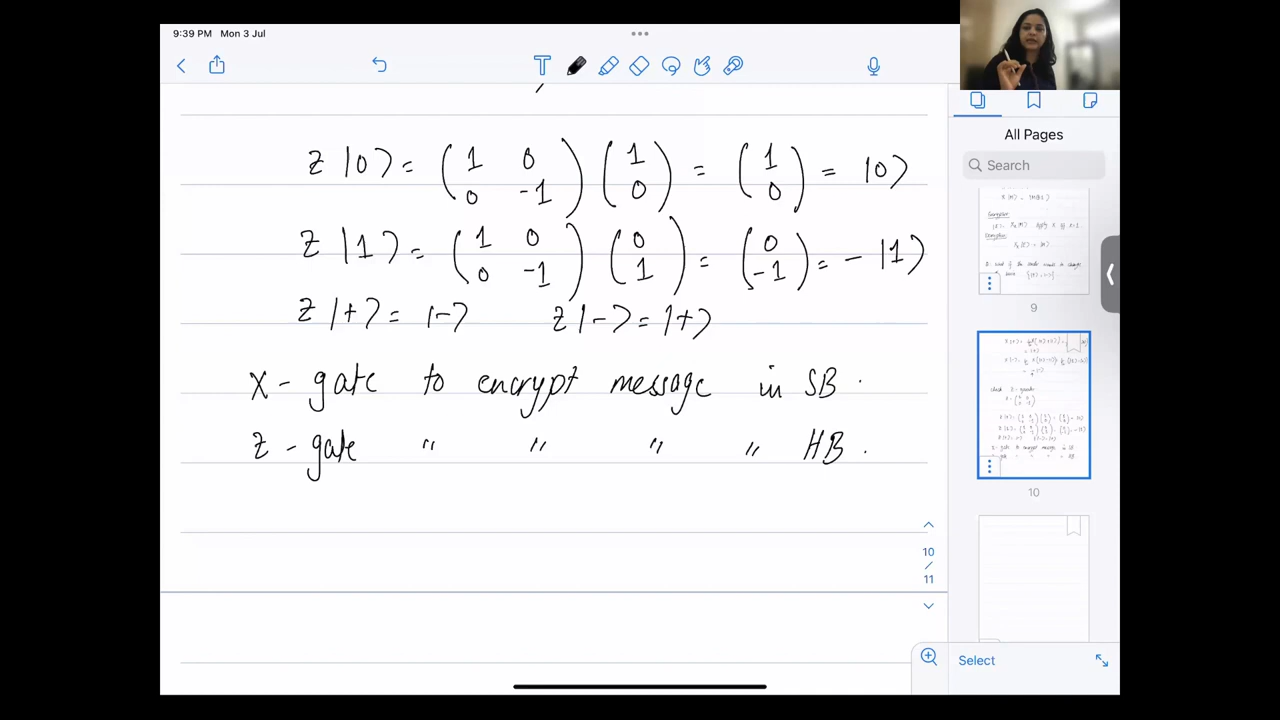 9:39 PM Mon 3 Jul
All Pages
Search
z |0> = (1 0 0 -1) (1 0) = (1 0) = |0>
z |1> = (1 0 0 -1) (0 1) = (0 -1) = - |1>
z |+> = |-> z |-> = |+>
X - gate to encrypt message in SB .
z - gate " " " " HB .
9
10
10
/
11
Select